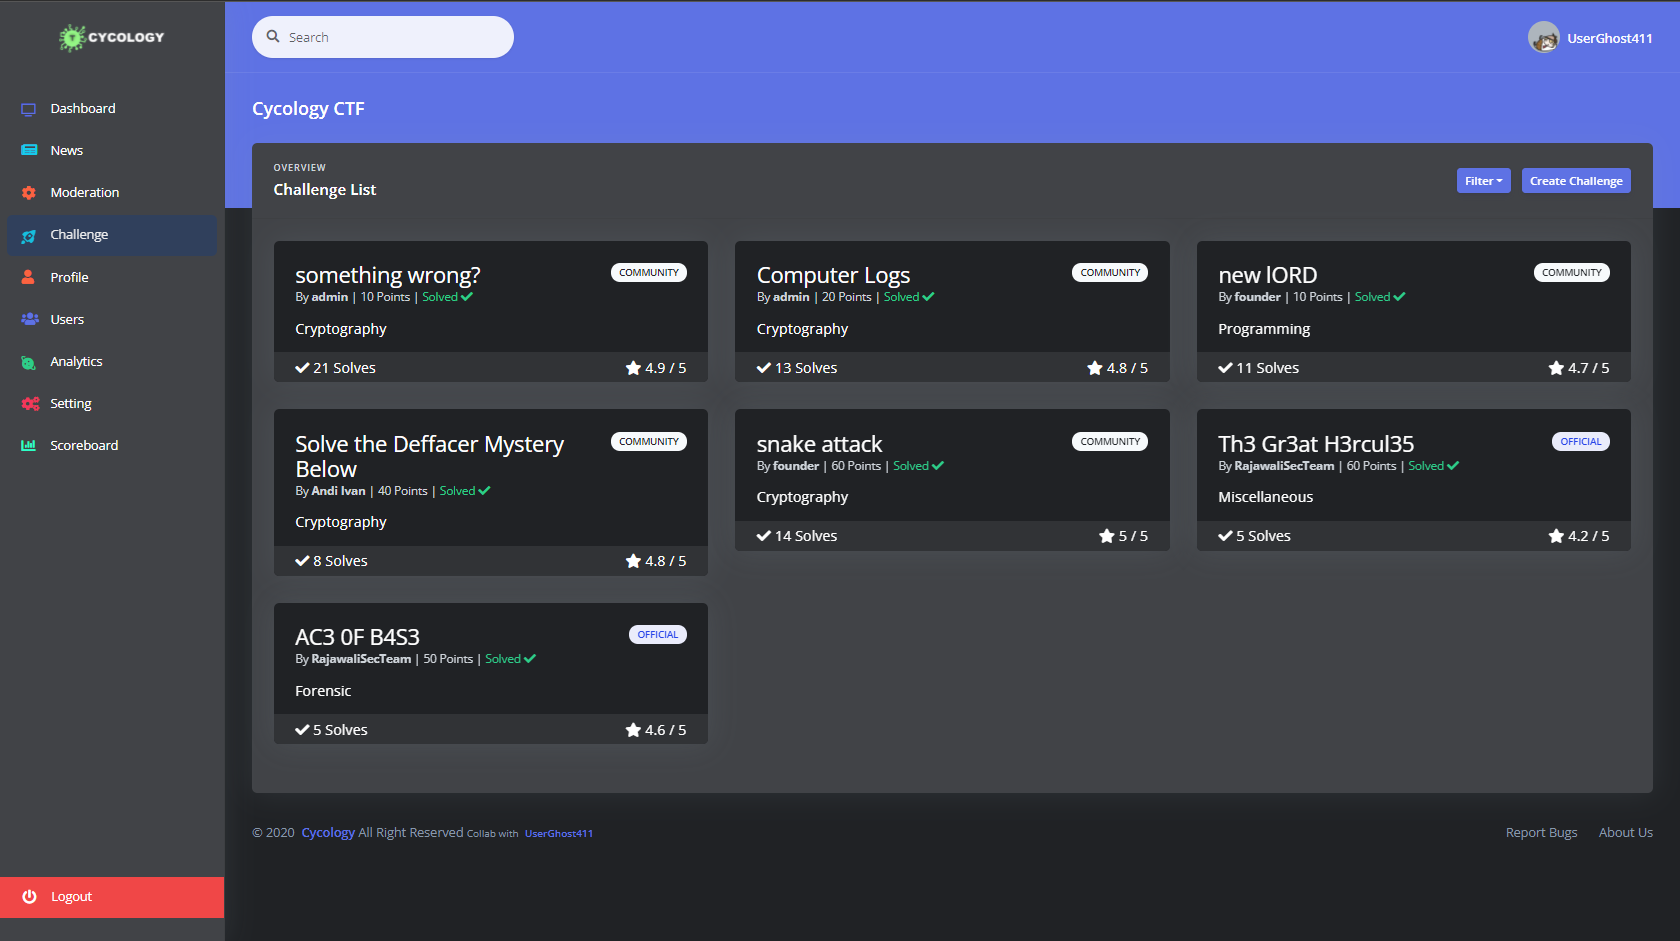 CYCOLOGY
Search
UserGhost411
Dashboard
News
Moderation
Challenge
Profile
Users
Analytics
Setting
Scoreboard
Logout
Cycology CTF
OVERVIEW
Challenge List
Filter
Create Challenge
something wrong?
COMMUNITY
By admin | 10 Points | Solved
Cryptography
21 Solves
4.9 / 5
Computer Logs
COMMUNITY
By admin | 20 Points | Solved
Cryptography
13 Solves
4.8 / 5
new lORD
COMMUNITY
By founder | 10 Points | Solved
Programming
11 Solves
4.7 / 5
Solve the Deffacer Mystery
Below
COMMUNITY
By Andi Ivan | 40 Points | Solved
Cryptography
8 Solves
4.8 / 5
snake attack
COMMUNITY
By founder | 60 Points | Solved
Cryptography
14 Solves
5 / 5
Th3 Gr3at H3rcul35
OFFICIAL
By RajawaliSecTeam | 60 Points | Solved
Miscellaneous
5 Solves
4.2 / 5
AC3 0F B4S3
OFFICIAL
By RajawaliSecTeam | 50 Points | Solved
Forensic
5 Solves
4.6 / 5
© 2020 Cycology All Right Reserved Collab with UserGhost411
Report Bugs
About Us